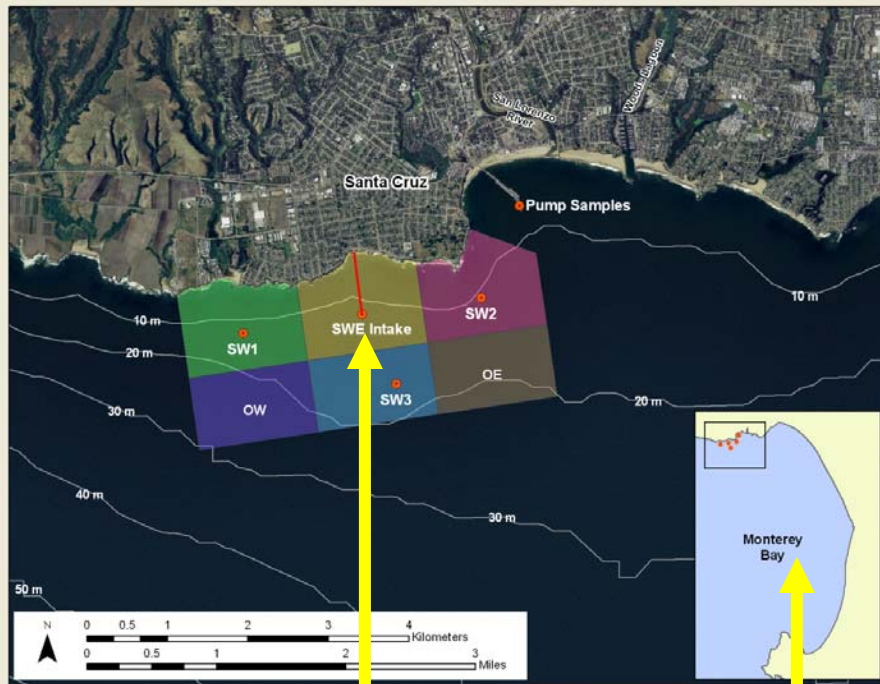 Woods Lagoon
San Lorenzo
River
Santa Cruz
Pump Samples
10 m
10 m
SWE Intake
SW2
SW1
20 m
OW
SW3
OE
20 m
30 m
40 m
30 m
50 m
Monterey
Bay
N
0 0.5 1 2 3 4
Kilometers
0 0.5 1 2 3
Miles